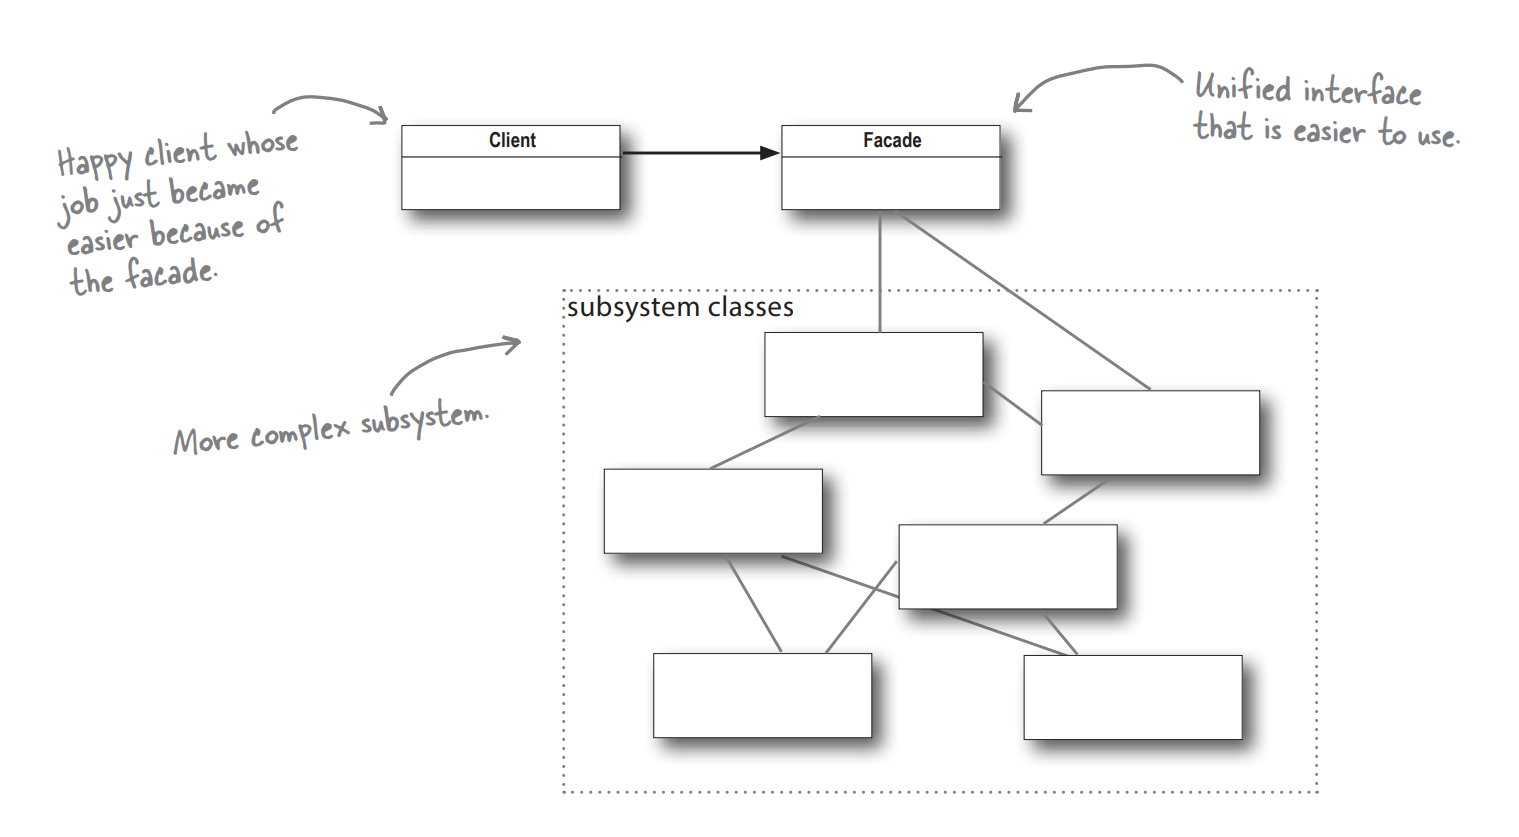 Unified interface
that is easier to use.
Client
Facade
Happy client whose
job just became
easier because of
the facade.
subsystem classes
More complex subsystem.